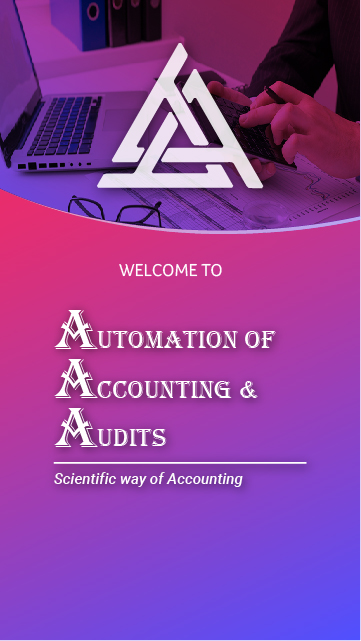 WELCOME TO
AUTOMATION OF
ACCOUNTING &
AUDITS
Scientific way of Accounting